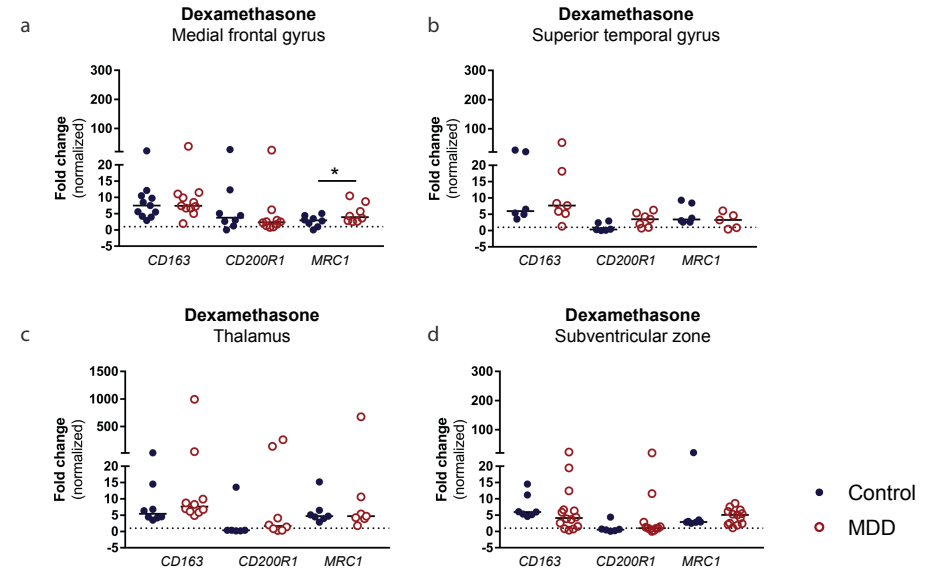 a
Dexamethasone
Medial frontal gyrus
Fold change
(normalized)
300
200
100
20
15
10
5
0
-5
*
CD163 CD200R1 MRC1
b
Dexamethasone
Superior temporal gyrus
Fold change
(normalized)
300
200
100
20
15
10
5
0
-5
CD163 CD200R1 MRC1
c
Dexamethasone
Thalamus
Fold change
(normalized)
1500
1000
500
20
15
10
5
0
-5
CD163 CD200R1 MRC1
d
Dexamethasone
Subventricular zone
Fold change
(normalized)
300
200
100
20
15
10
5
0
-5
CD163 CD200R1 MRC1
Control
MDD